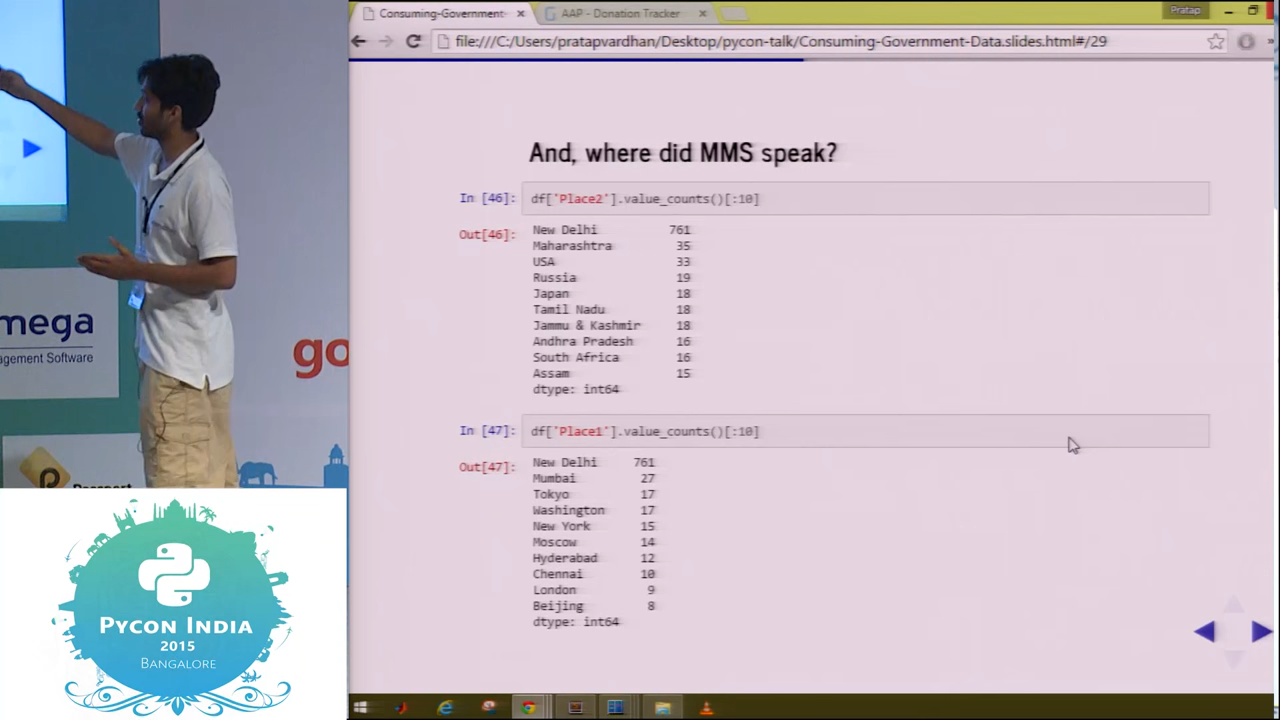 Consuming-Government-
AAP - Donation Tracker
Pratap
file:///C:/Users/pratapvardhan/Desktop/pycon-talk/Consuming-Government-Data.slides.html#/29
And, where did MMS speak?
In [46]: df['Place2'].value_counts()[:10]
Out[46]:
New Delhi 761
Maharashtra 35
USA 33
Russia 19
Japan 18
Tamil Nadu 18
Jammu & Kashmir 18
Andhra Pradesh 16
South Africa 16
Assam 15
dtype: int64
In [47]: df['Place1'].value_counts()[:10]
Out[47]:
New Delhi 761
Mumbai 27
Tokyo 17
Washington 17
New York 15
Moscow 14
Hyderabad 12
Chennai 10
London 9
Beijing 8
dtype: int64
mega
agement Software
go
PYCON INDIA
2015
BANGALORE